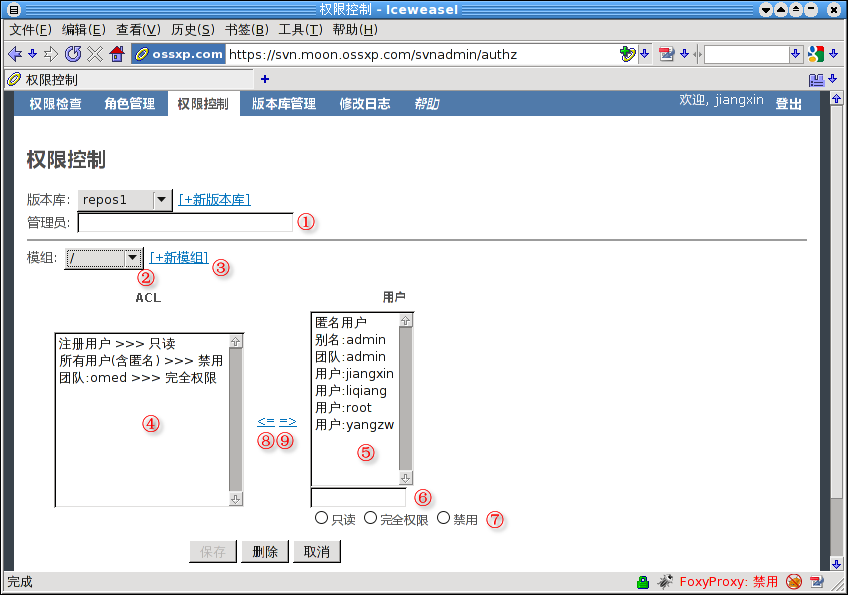 权限控制 - Iceweasel
文件(F) 编辑(E) 查看(V) 历史(S) 书签(B) 工具(T) 帮助(H)
ossxp.com https://svn.moon.ossxp.com/svnadmin/authz
权限控制 +
权限检查 角色管理 权限控制 版本库管理 修改日志 帮助 欢迎, jiangxin 登出
权限控制
版本库: repos1 [+新版本库]
管理员: ①
模组: / [+新模组] ③
②
ACL 用户
匿名用户
别名:admin
团队:admin
用户:jiangxin
用户:liqiang
用户:root
用户:yangzw
⑤
注册用户 >>> 只读
所有用户(含匿名) >>> 禁用
团队:omed >>> 完全权限
④
<= =>
⑧ ⑨
⑥
只读 完全权限 禁用 ⑦
保存 删除 取消
完成 FoxyProxy: 禁用